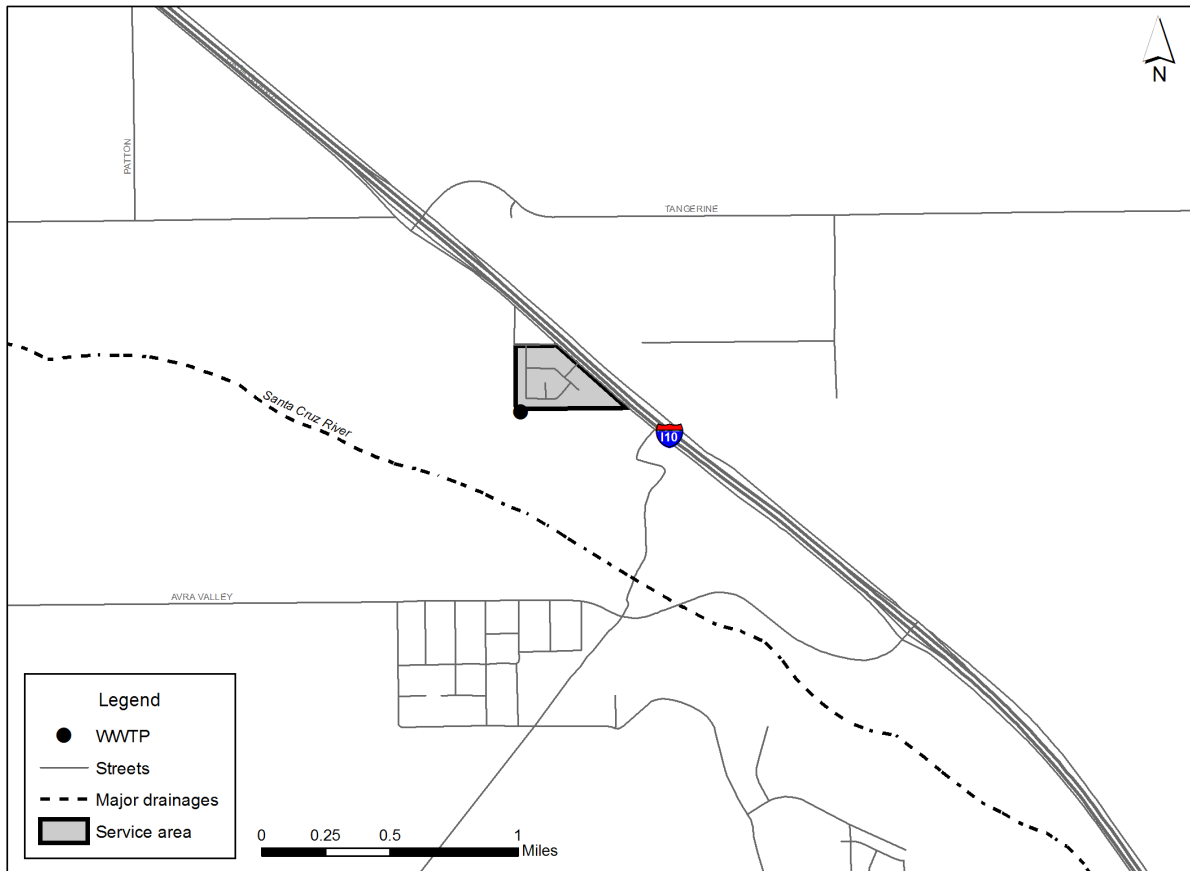 N
PATTON
TANGERINE
Santa Cruz River
I10
AVRA VALLEY
Legend
WWTP
Streets
Major drainages
Service area
0 0.25 0.5 1
Miles